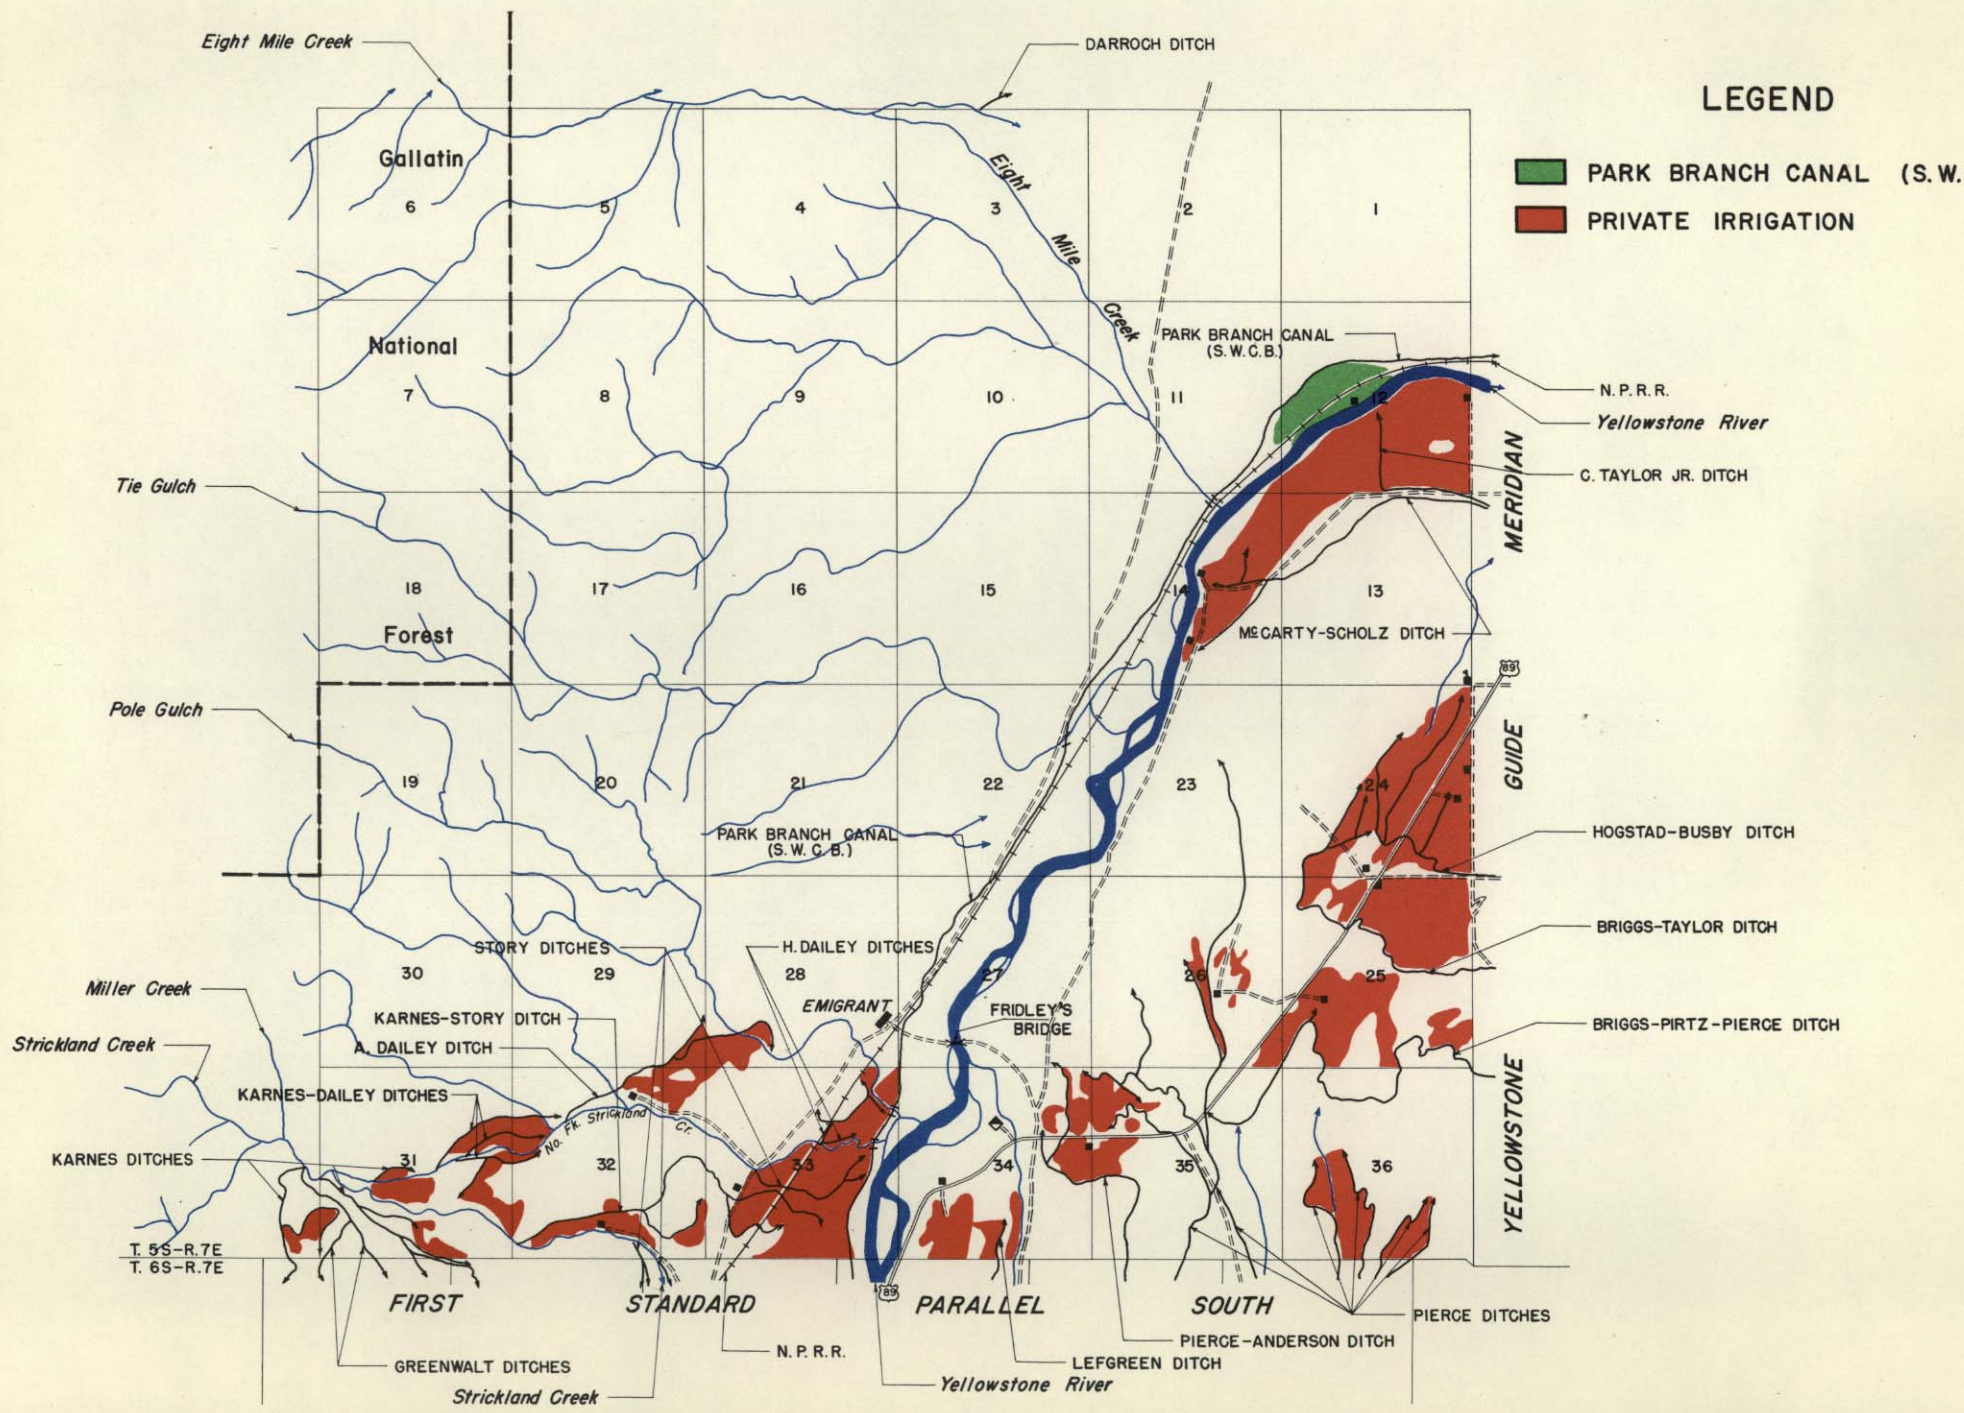 Eight Mile Creek
DARROCH DITCH
LEGEND
PARK BRANCH CANAL (S.W.
PRIVATE IRRIGATION
Gallatin
6
5
4
3
2
1
Eight
Mile
Creek
National
PARK BRANCH CANAL
(S.W.C.B.)
N.P.R.R.
Yellowstone River
7
8
9
10
11
12
C. TAYLOR JR. DITCH
MERIDIAN
Tie Gulch
18
17
16
15
14
13
Forest
McCARTY-SCHOLZ DITCH
89
Pole Gulch
GUIDE
19
20
21
22
23
24
PARK BRANCH CANAL
(S.W.C.B.)
HOGSTAD-BUSBY DITCH
BRIGGS-TAYLOR DITCH
STORY DITCHES
H. DAILEY DITCHES
30
29
28
27
26
25
Miller Creek
EMIGRANT
FRIDLEY'S
BRIDGE
KARNES-STORY DITCH
BRIGGS-PIRTZ-PIERCE DITCH
Strickland Creek
A. DAILEY DITCH
KARNES-DAILEY DITCHES
No. Fk. Strickland Cr.
YELLOWSTONE
KARNES DITCHES
31
32
33
34
35
36
T. 5S-R.7E
T. 6S-R.7E
89
FIRST STANDARD PARALLEL SOUTH
PIERCE DITCHES
PIERCE-ANDERSON DITCH
N.P.R.R.
LEFGREEN DITCH
GREENWALT DITCHES
Yellowstone River
Strickland Creek